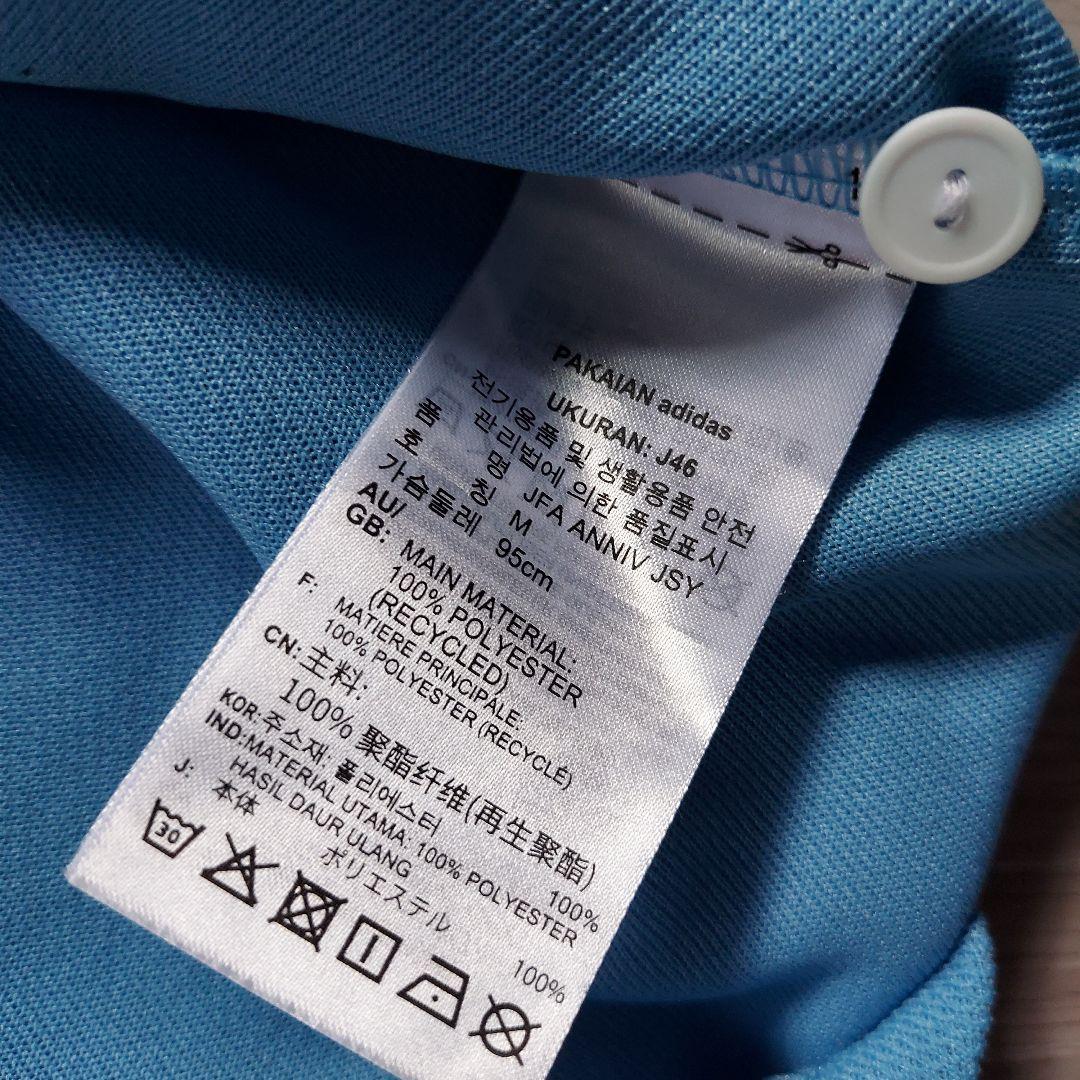 PAKAIAN adidas
UKURAN: J46
전기용품 및 생활용품 안전
관리법에 의한 품질표시
품 명 JFA ANNIV JSY
호 칭 M
가슴둘레 95cm
AU/
GB: MAIN MATERIAL:
100% POLYESTER
(RECYCLED)
F: MATIERE PRINCIPALE:
100% POLYESTER (RECYCLÉ)
CN: 主料:
100% 聚酯纤维(再生聚酯)
KOR: 주소재: 폴리에스터 100%
IND: MATERIAL UTAMA: 100% POLYESTER
HASIL DAUR ULANG
J: 本体
ポリエステル 100%
30